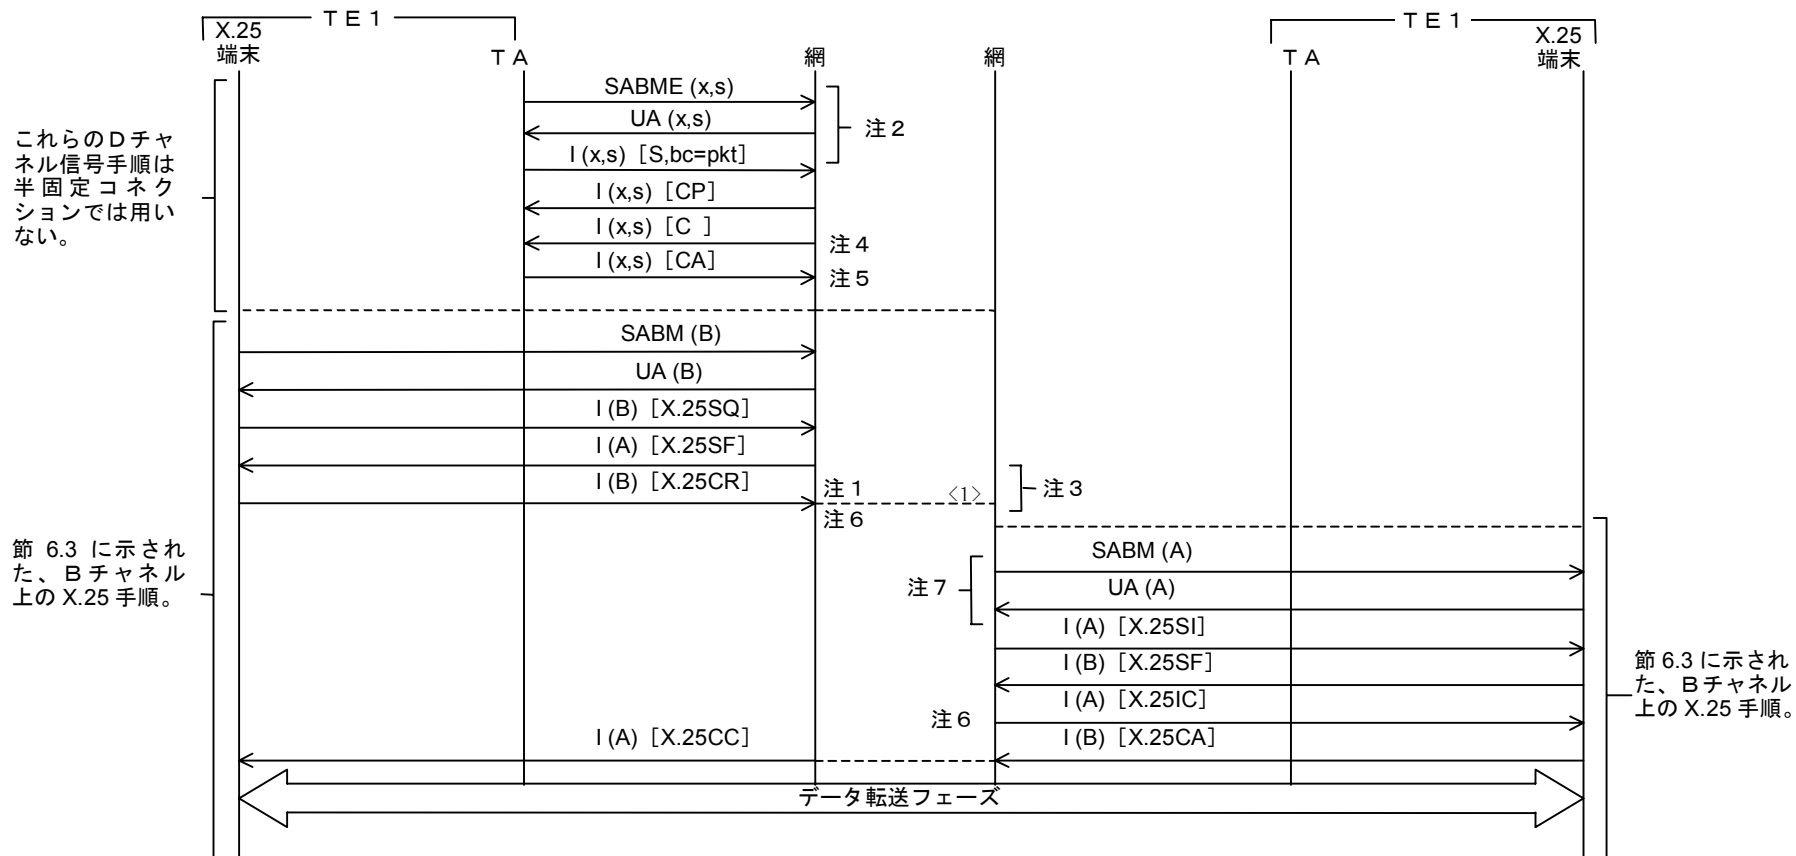 ＴＥ１
ＴＥ１
X.25
端末
ＴＡ
網
網
ＴＡ
X.25
端末
これらのＤチャ
ネル信号手順は
半固定コネク
ションでは用い
ない。
SABME (x,s)
UA (x,s)
注２
I (x,s)［S,bc=pkt］
I (x,s)［CP］
I (x,s)［C ］
注４
I (x,s)［CA］
注５
SABM (B)
UA (B)
I (B)［X.25SQ］
I (A)［X.25SF］
I (B)［X.25CR］
注１
<1>
注３
注６
節 6.3 に示され
た、Ｂチャネル
上の X.25 手順。
SABM (A)
注７
UA (A)
I (A)［X.25SI］
I (B)［X.25SF］
I (A)［X.25IC］
注６
I (B)［X.25CA］
I (A)［X.25CC］
節 6.3 に示され
た、Ｂチャネル
上の X.25 手順。
データ転送フェーズ